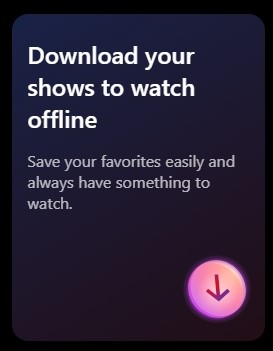 Download your
shows to watch
offline
Save your favorites easily and
always have something to
watch.